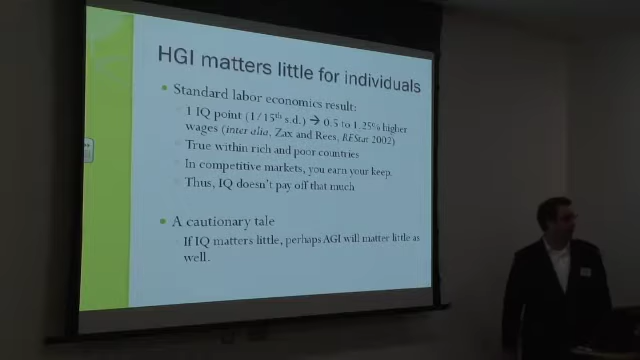 HGI matters little for individuals
Standard labor economics result:
1 IQ point (1/15th s.d.) → 0.5 to 1.25% higher
wages (inter alia, Zax and Rees, REStat 2002)
True within rich and poor countries
In competitive markets, you earn your keep.
Thus, IQ doesn't pay off that much
A cautionary tale
If IQ matters little, perhaps AGI will matter little as
well.